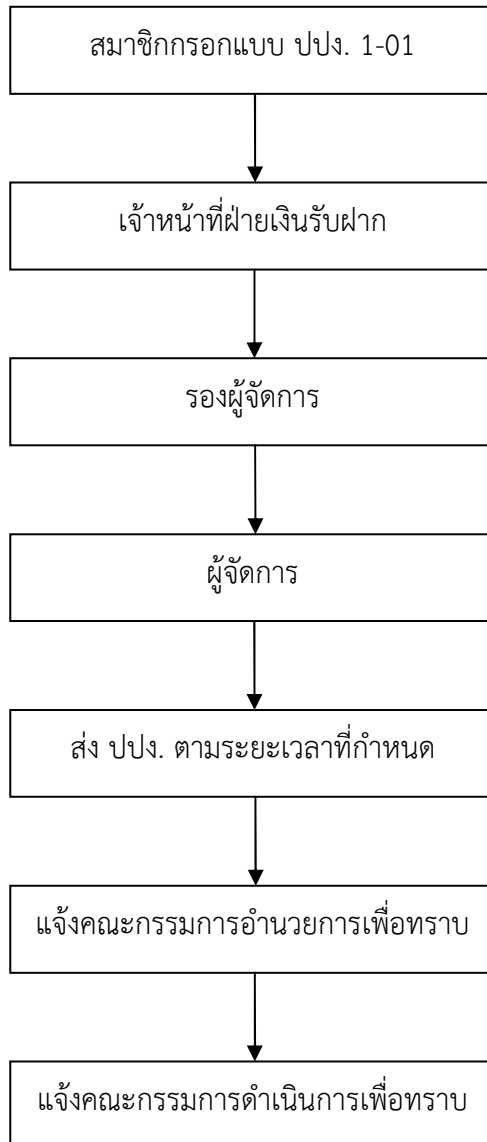 สมาชิกกรอกแบบ ปปง. 1-01
เจ้าหน้าที่ฝ่ายเงินรับฝาก
รองผู้จัดการ
ผู้จัดการ
ส่ง ปปง. ตามระยะเวลาที่กำหนด
แจ้งคณะกรรมการอำนวยการเพื่อทราบ
แจ้งคณะกรรมการดำเนินการเพื่อทราบ